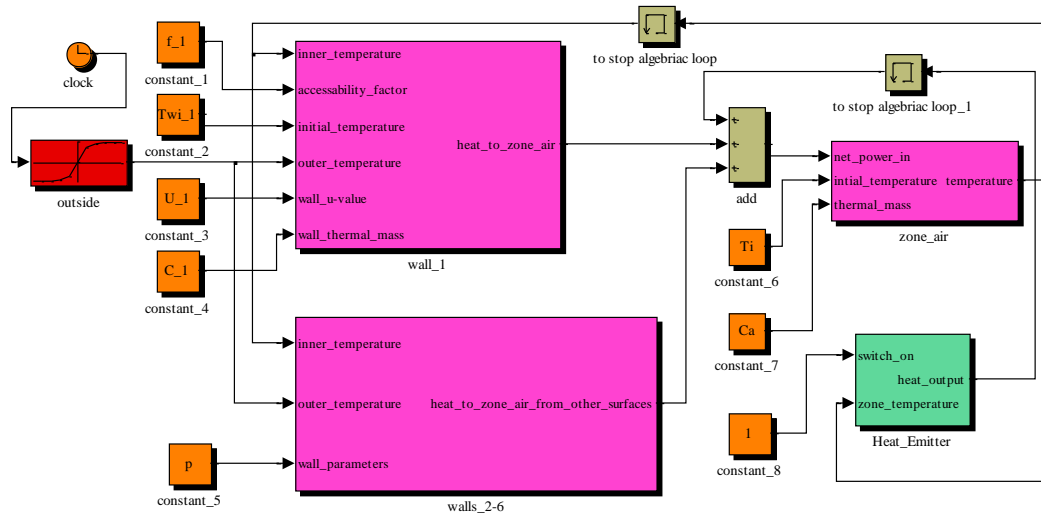 f_1
constant_1
clock
Twi_1
constant_2
outside
U_1
constant_3
C_1
constant_4
inner_temperature
accessability_factor
initial_temperature
outer_temperature
wall_u-value
wall_thermal_mass
heat_to_zone_air
wall_1
to stop algebriac loop
to stop algebriac loop_1
add
net_power_in
intial_temperature
thermal_mass
temperature
zone_air
Ti
constant_6
Ca
constant_7
inner_temperature
outer_temperature
wall_parameters
heat_to_zone_air_from_other_surfaces
walls_2-6
p
constant_5
1
constant_8
switch_on
heat_output
zone_temperature
Heat_Emitter